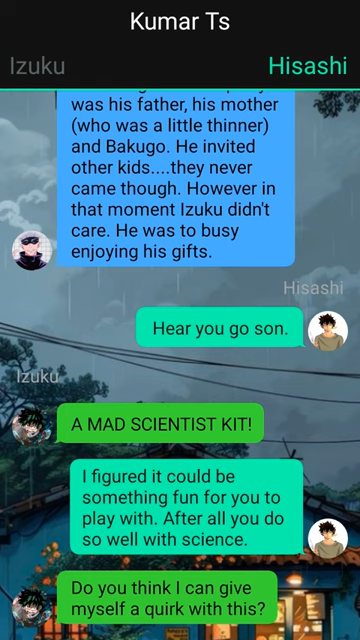 Kumar Ts
Izuku
Hisashi
was his father, his mother
(who was a little thinner)
and Bakugo. He invited
other kids....they never
came though. However in
that moment Izuku didn't
care. He was to busy
enjoying his gifts.
Hisashi
Hear you go son.
Izuku
A MAD SCIENTIST KIT!
I figured it could be
something fun for you to
play with. After all you do
so well with science.
Do you think I can give
myself a quirk with this?